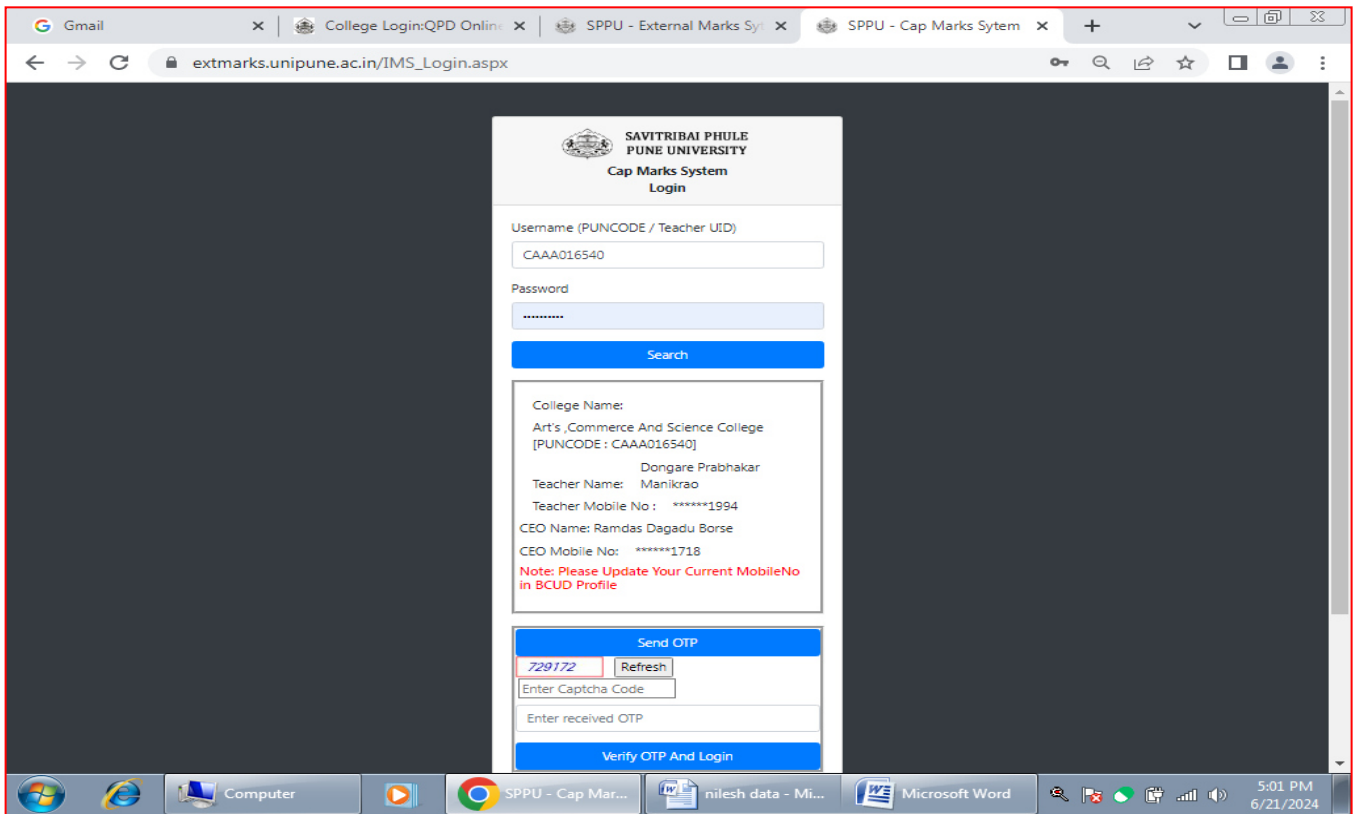 Gmail
College Login:QPD Online
SPPU - External Marks Syt
SPPU - Cap Marks Sytem
extmarks.unipune.ac.in/IMS_Login.aspx
SAVITRIBAI PHULE
PUNE UNIVERSITY
Cap Marks System
Login
Username (PUNCODE / Teacher UID)
CAAA016540
Password
••••••••••
Search
College Name:
Art's ,Commerce And Science College
[PUNCODE : CAAA016540]
Dongare Prabhakar
Teacher Name: Manikrao
Teacher Mobile No : ******1994
CEO Name: Ramdas Dagadu Borse
CEO Mobile No: ******1718
Note: Please Update Your Current MobileNo
in BCUD Profile
Send OTP
729172 Refresh
Enter Captcha Code
Enter received OTP
Verify OTP And Login
Computer
SPPU - Cap Mar...
nilesh data - Mi...
Microsoft Word
5:01 PM
6/21/2024